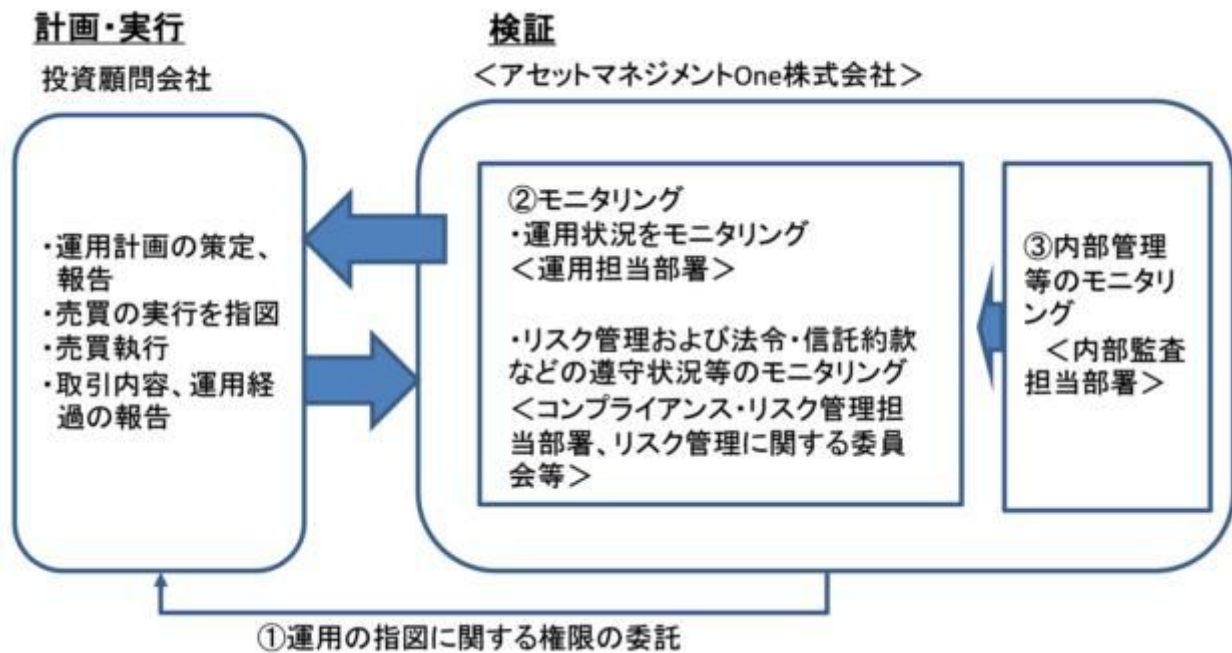 計画・実行
投資顧問会社
・運用計画の策定、
報告
・売買の実行を指図
・売買執行
・取引内容、運用経
過の報告
検証
＜アセットマネジメントOne株式会社＞
②モニタリング
・運用状況をモニタリング
＜運用担当部署＞
・リスク管理および法令・信託約款
などの遵守状況等のモニタリング
＜コンプライアンス・リスク管理担
当部署、リスク管理に関する委員
会等＞
③内部管理
等のモニタリ
ング
＜内部監査
担当部署＞
①運用の指図に関する権限の委託